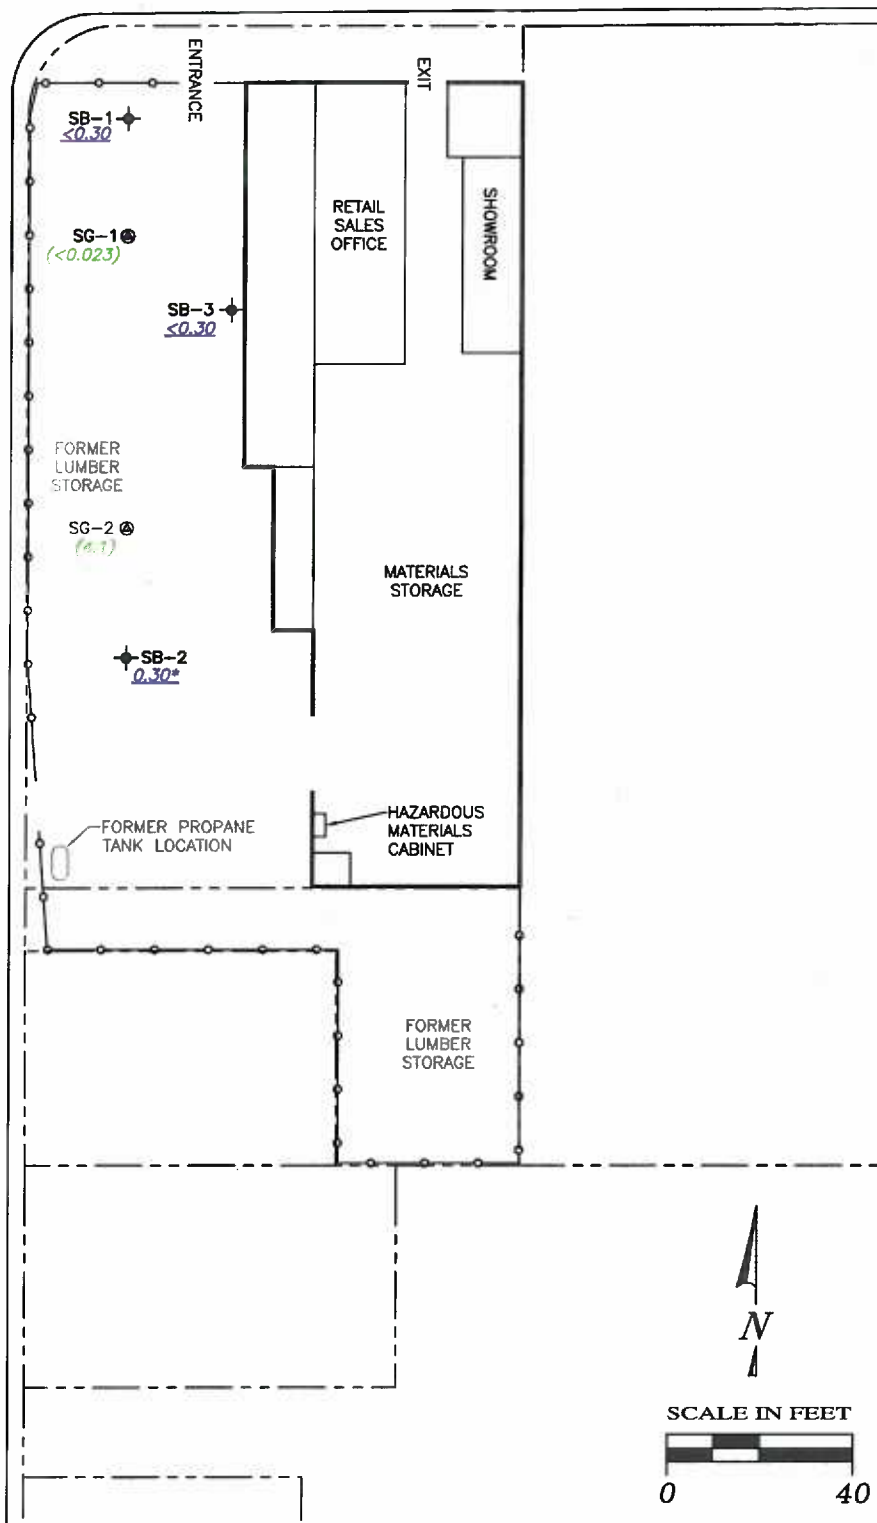 ENTRANCE
EXIT
SB-1
<0.30
RETAIL
SALES
OFFICE
SHOWROOM
SG-1
(<0.023)
SB-3
<0.30
FORMER
LUMBER
STORAGE
SG-2
(4.1)
MATERIALS
STORAGE
SB-2
0.30*
FORMER PROPANE
TANK LOCATION
HAZARDOUS
MATERIALS
CABINET
FORMER
LUMBER
STORAGE
N
SCALE IN FEET
0 40